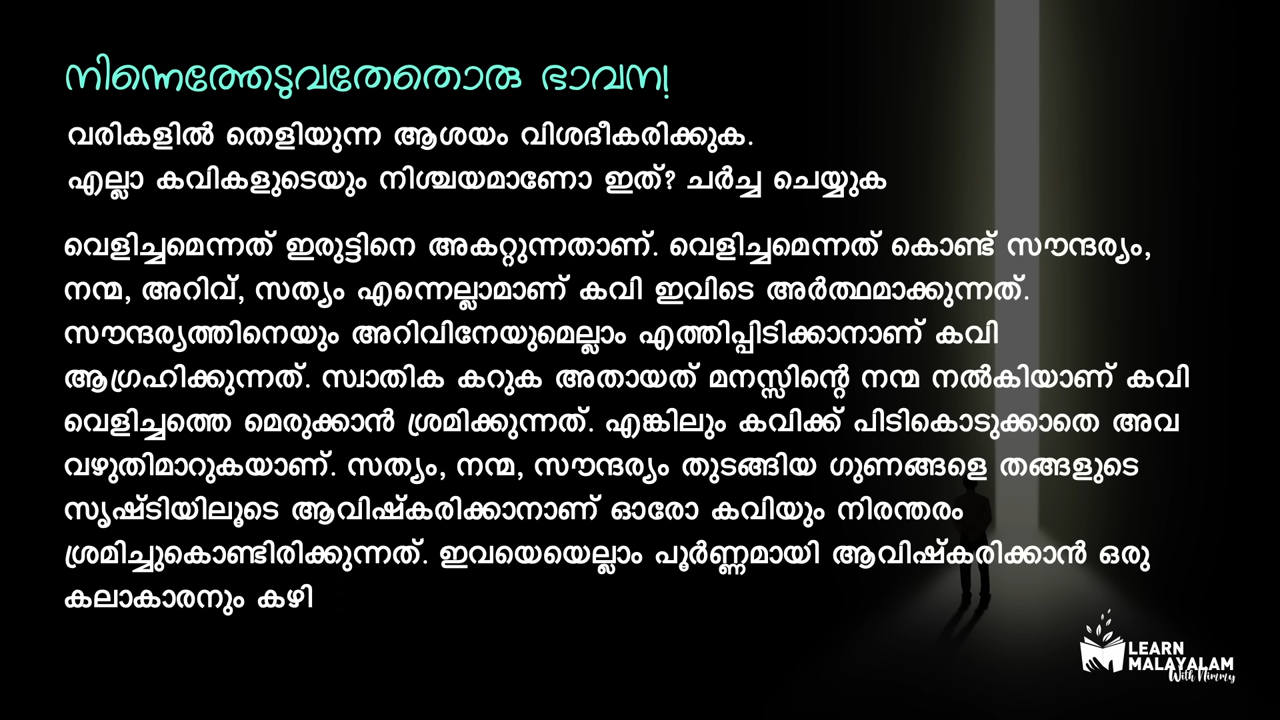 നിന്നെത്തേടുവതേതൊരു ഭാവന!
വരികളിൽ തെളിയുന്ന ആശയം വിശദീകരിക്കുക.
എല്ലാ കവികളുടെയും നിശ്ചയമാണോ ഇത്? ചർച്ച ചെയ്യുക
വെളിച്ചമെന്നത് ഇരുട്ടിനെ അകറ്റുന്നതാണ്. വെളിച്ചമെന്നത് കൊണ്ട് സൗന്ദര്യം,
നന്മ, അറിവ്, സത്യം എന്നെല്ലാമാണ് കവി ഇവിടെ അർത്ഥമാക്കുന്നത്.
സൗന്ദര്യത്തിനെയും അറിവിനേയുമെല്ലാം എത്തിപ്പിടിക്കാനാണ് കവി
ആഗ്രഹിക്കുന്നത്. സ്വാതിക കറുക അതായത് മനസ്സിന്റെ നന്മ നൽകിയാണ് കവി
വെളിച്ചത്തെ മെരുക്കാൻ ശ്രമിക്കുന്നത്. എങ്കിലും കവിക്ക് പിടികൊടുക്കാതെ അവ
വഴുതിമാറുകയാണ്. സത്യം, നന്മ, സൗന്ദര്യം തുടങ്ങിയ ഗുണങ്ങളെ തങ്ങളുടെ
സൃഷ്ടിയിലൂടെ ആവിഷ്കരിക്കാനാണ് ഓരോ കവിയും നിരന്തരം
ശ്രമിച്ചുകൊണ്ടിരിക്കുന്നത്. ഇവയെയെല്ലാം പൂർണ്ണമായി ആവിഷ്കരിക്കാൻ ഒരു
കലാകാരനും കഴി
LEARN
MALAYALAM
With Nimmy